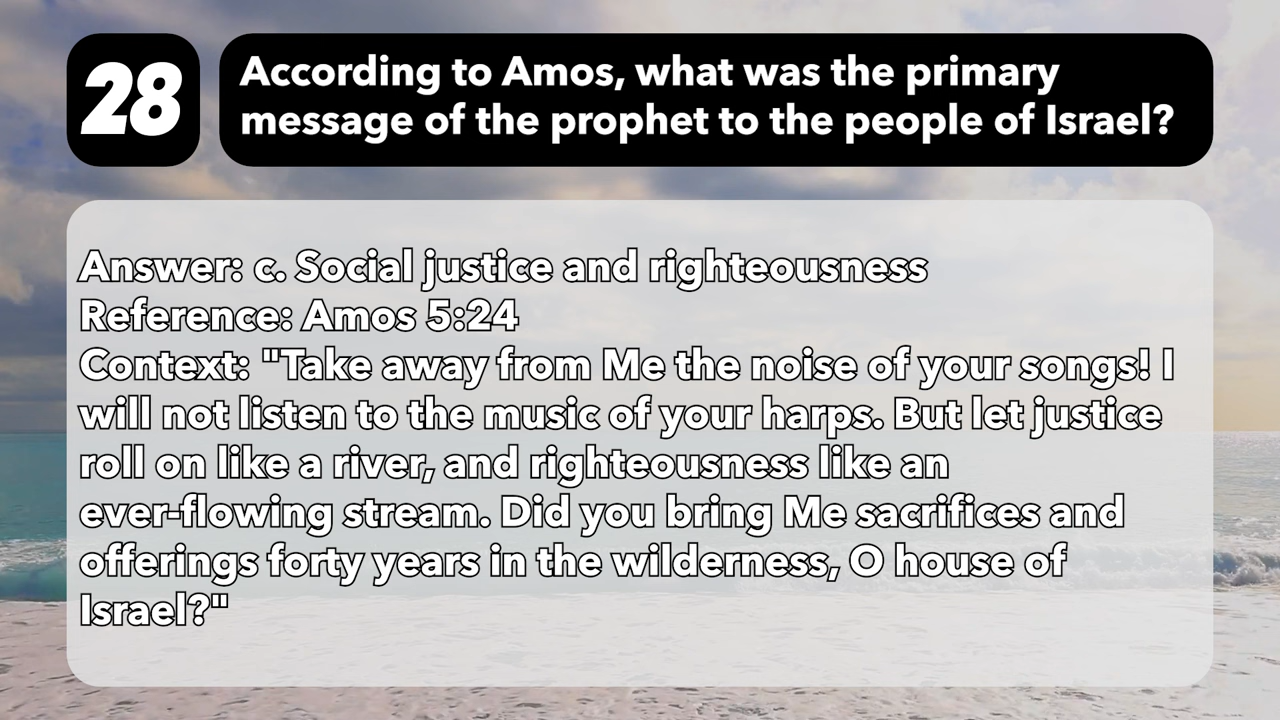 28
According to Amos, what was the primary
message of the prophet to the people of Israel?
Answer: c. Social justice and righteousness
Reference: Amos 5:24
Context: "Take away from Me the noise of your songs! I
will not listen to the music of your harps. But let justice
roll on like a river, and righteousness like an
ever-flowing stream. Did you bring Me sacrifices and
offerings forty years in the wilderness, O house of
Israel?"